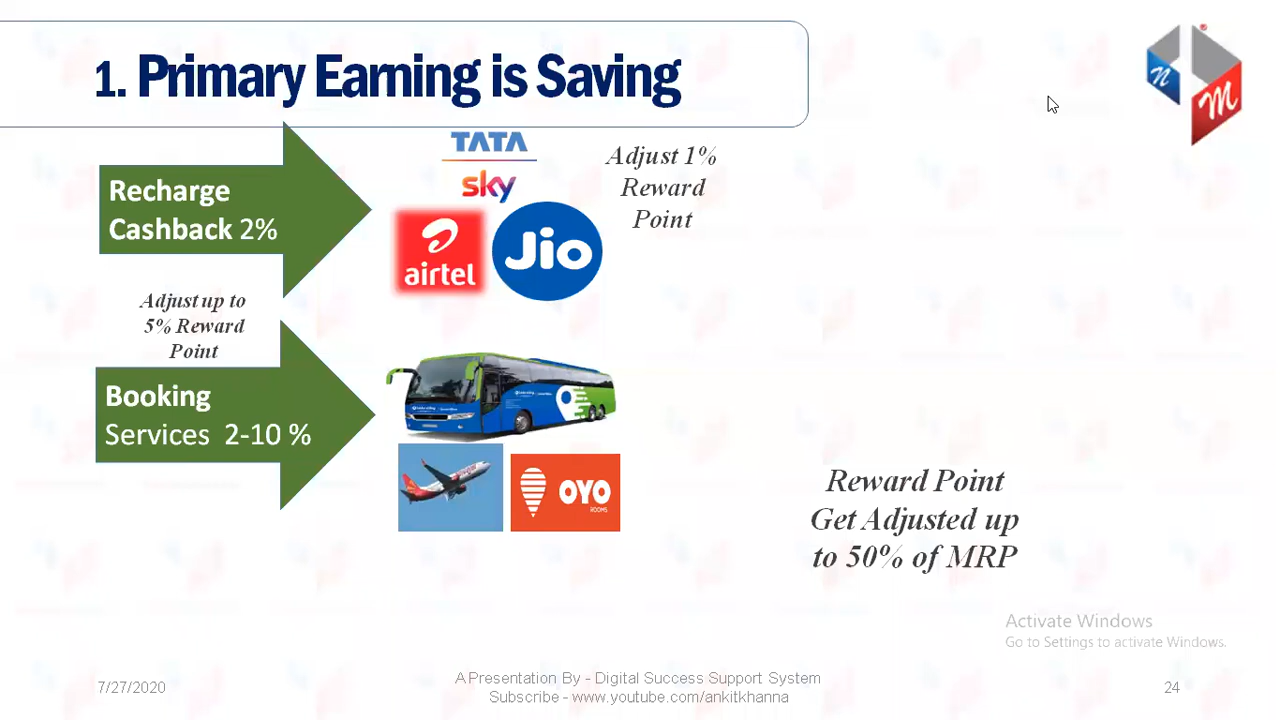 1. Primary Earning is Saving
n
m
Recharge
Cashback 2%
TATA
sky
airtel
Jio
Adjust 1%
Reward
Point
Adjust up to
5% Reward
Point
Booking
Services 2-10 %
OYO
ROOMS
Reward Point
Get Adjusted up
to 50% of MRP
Activate Windows
Go to Settings to activate Windows.
7/27/2020
A Presentation By - Digital Success Support System
Subscribe - www.youtube.com/ankitkhanna
24